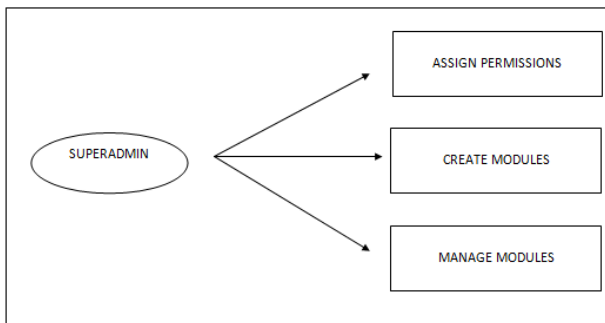 ASSIGN PERMISSIONS
SUPERADMIN
CREATE MODULES
MANAGE MODULES